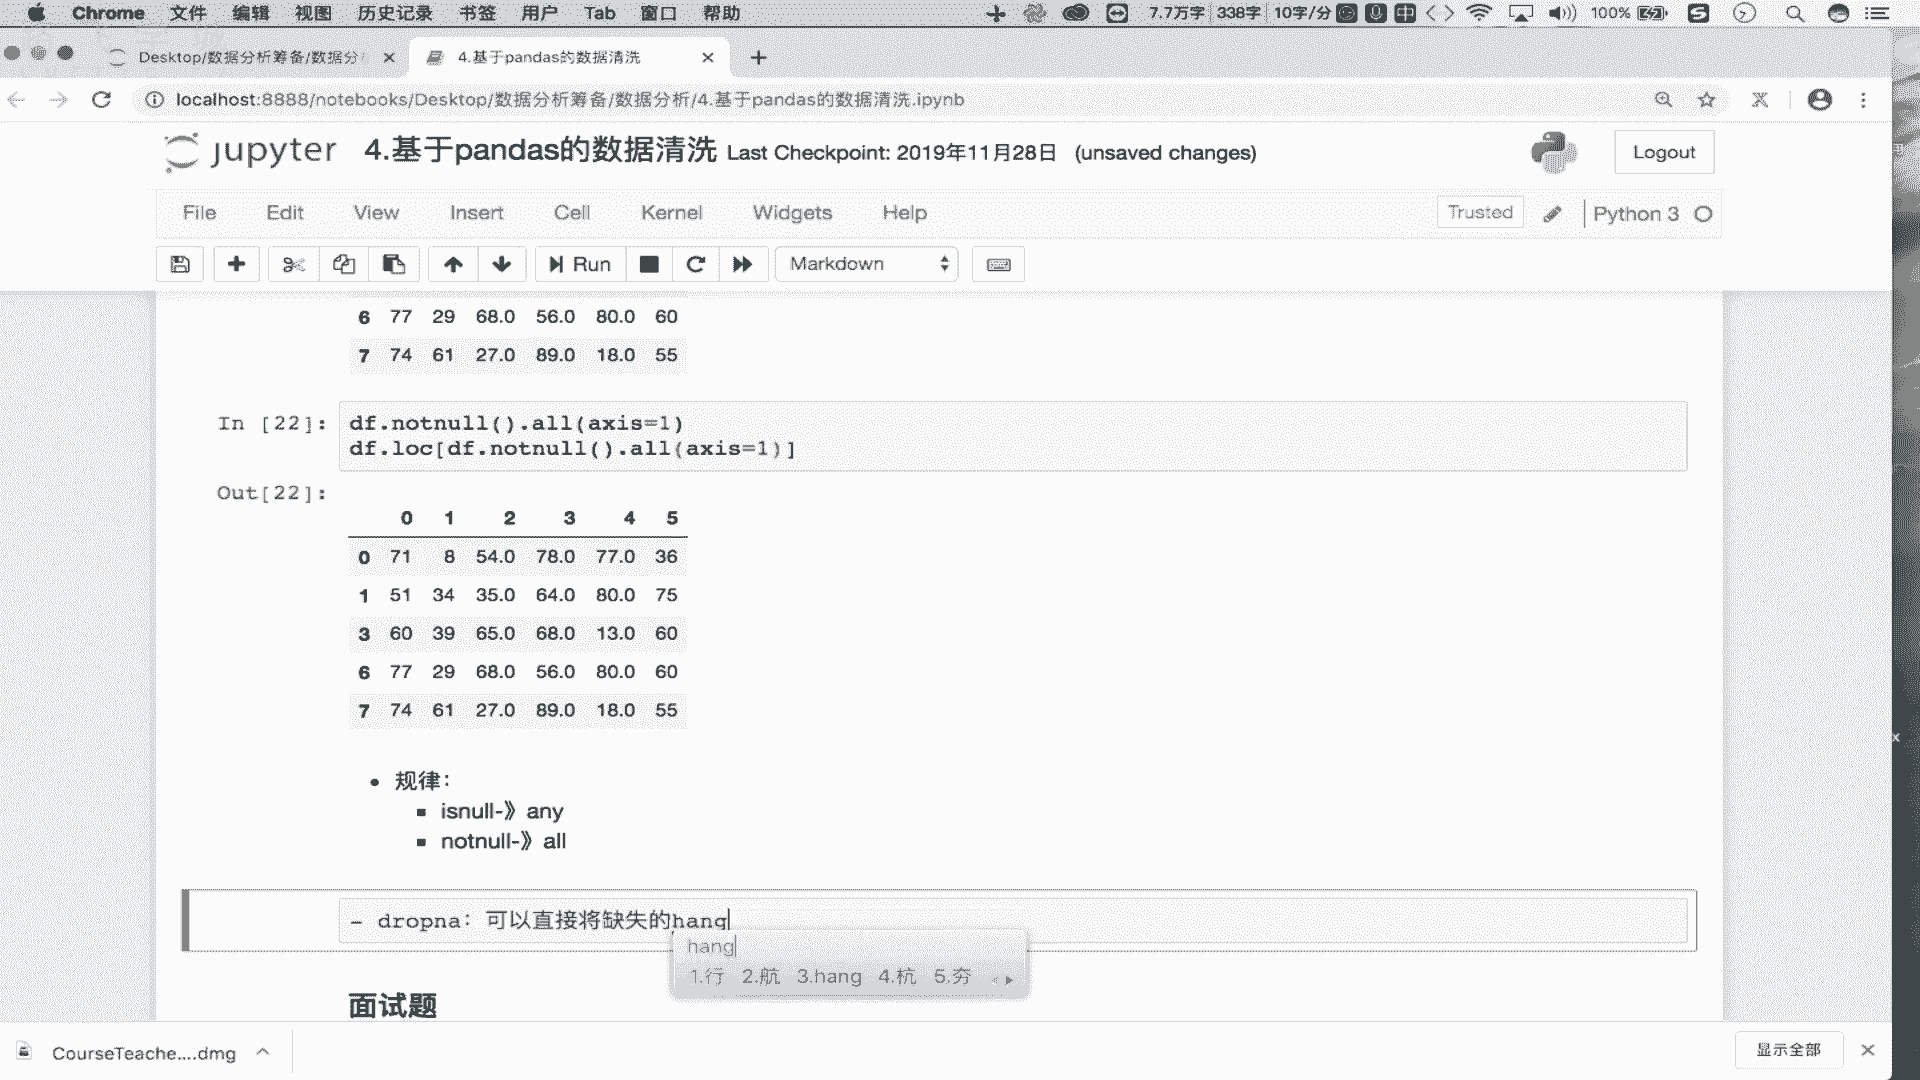 Chrome 文件 编辑 视图 历史记录 书签 用户 Tab 窗口 帮助 7.7万字 338字 10字/分 中 100%
Desktop/数据分析筹备/数据分 4.基于pandas的数据清洗
localhost:8888/notebooks/Desktop/数据分析筹备/数据分析/4.基于pandas的数据清洗.ipynb
jupyter 4.基于pandas的数据清洗 Last Checkpoint: 2019年11月28日 (unsaved changes) Logout
File Edit View Insert Cell Kernel Widgets Help Trusted Python 3
Run Markdown
6 77 29 68.0 56.0 80.0 60
7 74 61 27.0 89.0 18.0 55
In [22]: df.notnull().all(axis=1)
df.loc[df.notnull().all(axis=1)]
Out[22]:
0 1 2 3 4 5
0 71 8 54.0 78.0 77.0 36
1 51 34 35.0 64.0 80.0 75
3 60 39 65.0 68.0 13.0 60
6 77 29 68.0 56.0 80.0 60
7 74 61 27.0 89.0 18.0 55
规律：
isnull-》any
notnull-》all
- dropna：可以直接将缺失的hang
hang
1.行 2.航 3.hang 4.杭 5.夯
面试题
CourseTeache....dmg 显示全部